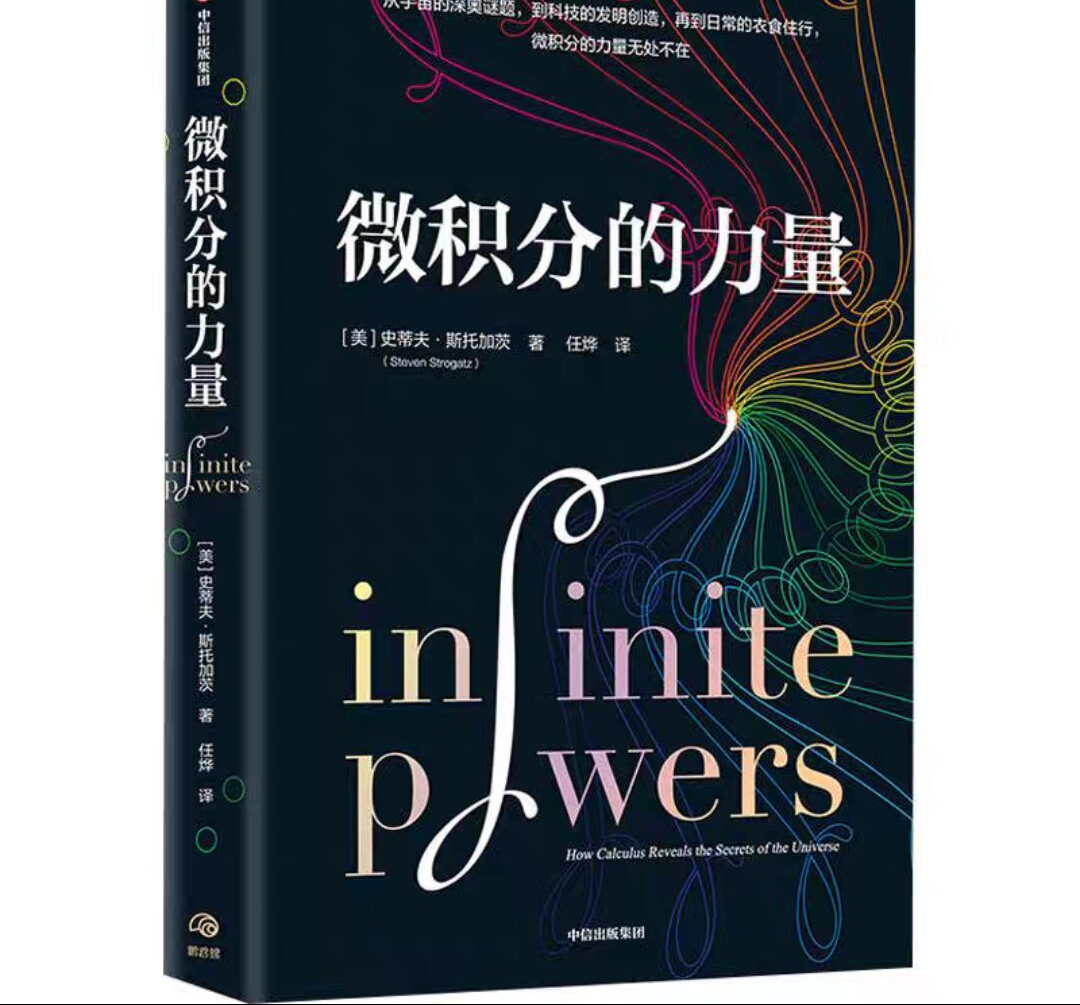 中信出版集团
微积分的力量
infinite
powers
[美]史蒂夫·斯托加茨 著 任烨 译
鹦鹉螺
从宇宙的深奥谜题，到科技的发明创造，再到日常的衣食住行，
微积分的力量无处不在
微积分的力量
[美]史蒂夫·斯托加茨 著 任烨 译
(Steven Strogatz)
infinite
powers
How Calculus Reveals the Secrets of the Universe
中信出版集团